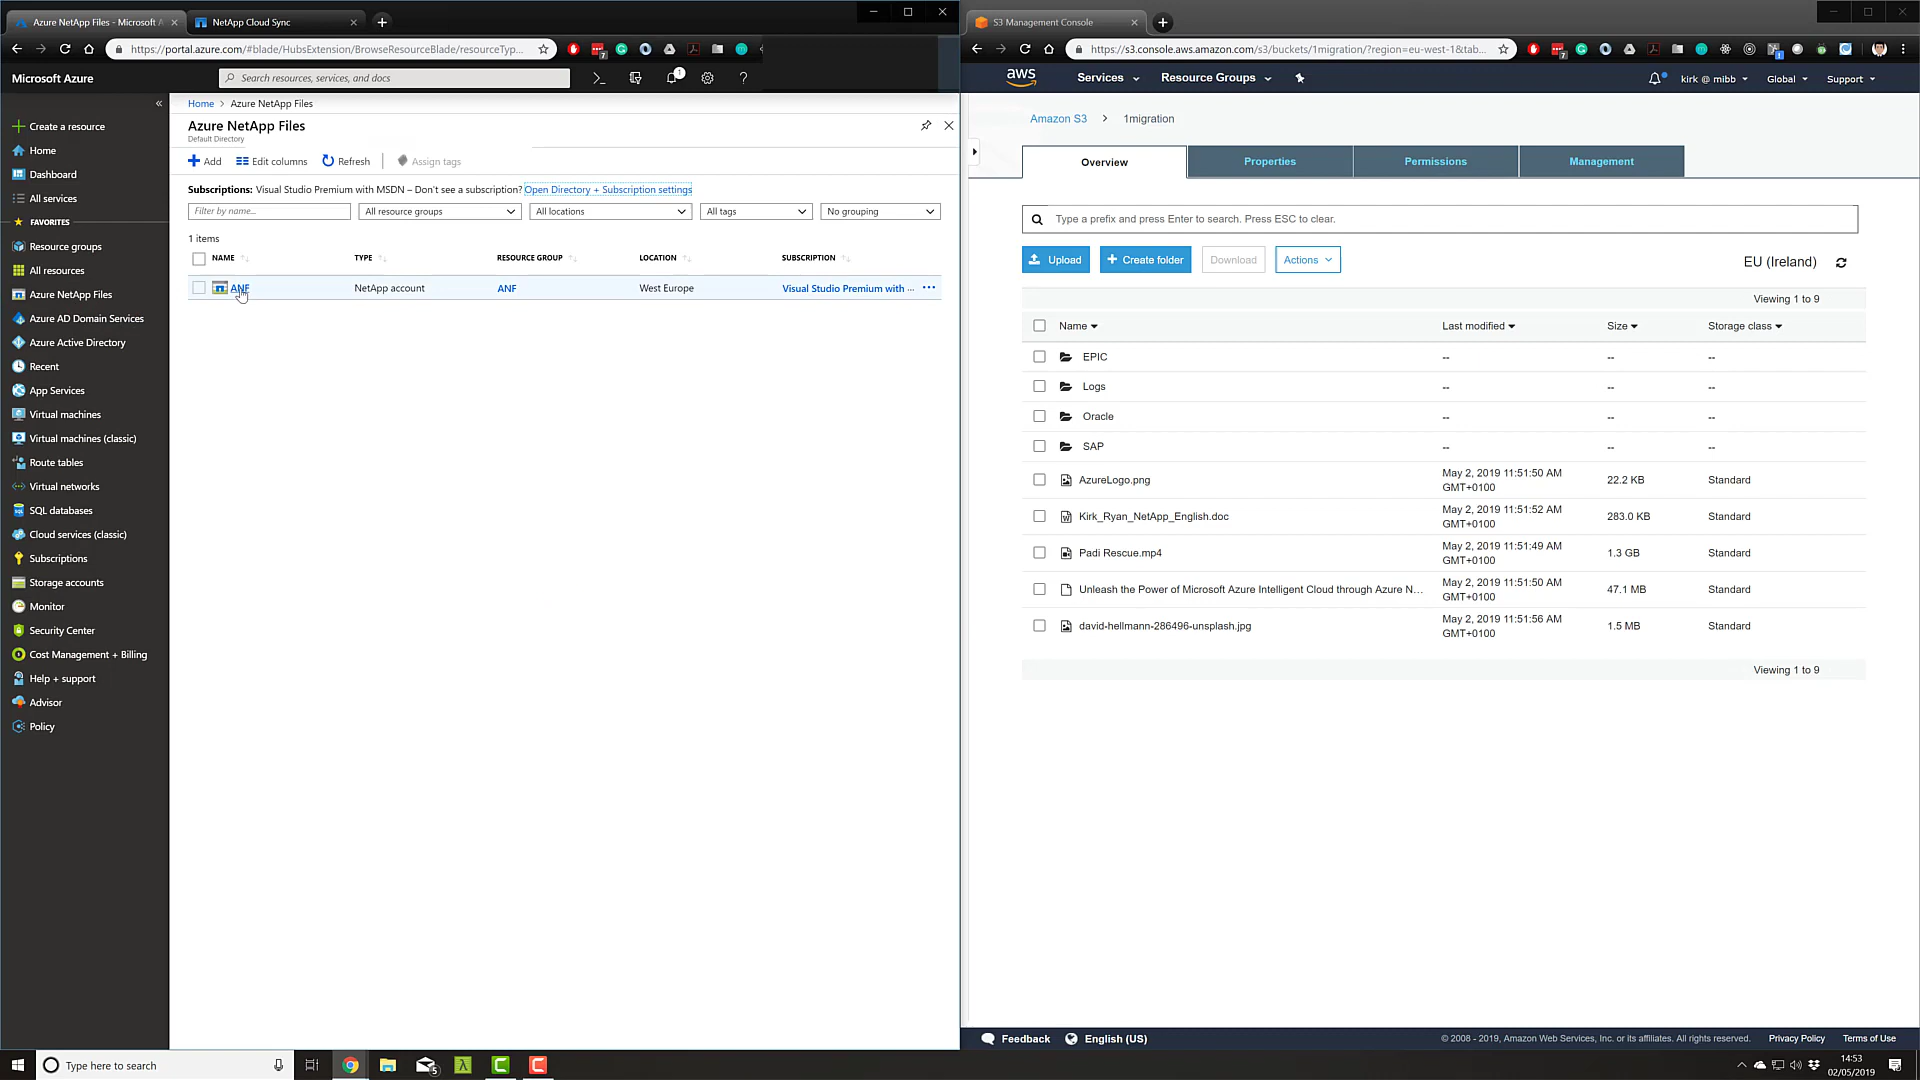 Azure NetApp Files - Microsoft A
NetApp Cloud Sync
https://portal.azure.com/#blade/HubsExtension/BrowseResourceBlade/resourceTyp...
7
Microsoft Azure
Search resources, services, and docs
1
?
Create a resource
Home
Dashboard
All services
FAVORITES
Resource groups
All resources
Azure NetApp Files
Azure AD Domain Services
Azure Active Directory
Recent
App Services
Virtual machines
Virtual machines (classic)
Route tables
Virtual networks
SQL databases
Cloud services (classic)
Subscriptions
Storage accounts
Monitor
Security Center
Cost Management + Billing
Help + support
Advisor
Policy
Home > Azure NetApp Files
Azure NetApp Files
Default Directory
Add Edit columns Refresh Assign tags
Subscriptions: Visual Studio Premium with MSDN – Don't see a subscription? Open Directory + Subscription settings
Filter by name... All resource groups All locations All tags No grouping
1 items
NAME TYPE RESOURCE GROUP LOCATION SUBSCRIPTION
ANF NetApp account ANF West Europe Visual Studio Premium with ...
S3 Management Console
https://s3.console.aws.amazon.com/s3/buckets/1migration/?region=eu-west-1&tab...
7
1
aws Services Resource Groups kirk @ mibb Global Support
Amazon S3 > 1migration
Overview Properties Permissions Management
Type a prefix and press Enter to search. Press ESC to clear.
Upload + Create folder Download Actions EU (Ireland)
Viewing 1 to 9
Name Last modified Size Storage class
EPIC -- -- --
Logs -- -- --
Oracle -- -- --
SAP -- -- --
AzureLogo.png May 2, 2019 11:51:50 AM GMT+0100 22.2 KB Standard
Kirk_Ryan_NetApp_English.doc May 2, 2019 11:51:52 AM GMT+0100 283.0 KB Standard
Padi Rescue.mp4 May 2, 2019 11:51:49 AM GMT+0100 1.3 GB Standard
Unleash the Power of Microsoft Azure Intelligent Cloud through Azure N... May 2, 2019 11:51:50 AM GMT+0100 47.1 MB Standard
david-hellmann-286496-unsplash.jpg May 2, 2019 11:51:56 AM GMT+0100 1.5 MB Standard
Viewing 1 to 9
Feedback English (US) © 2008 - 2019, Amazon Web Services, Inc. or its affiliates. All rights reserved. Privacy Policy Terms of Use
Type here to search
5
14:53
02/05/2019